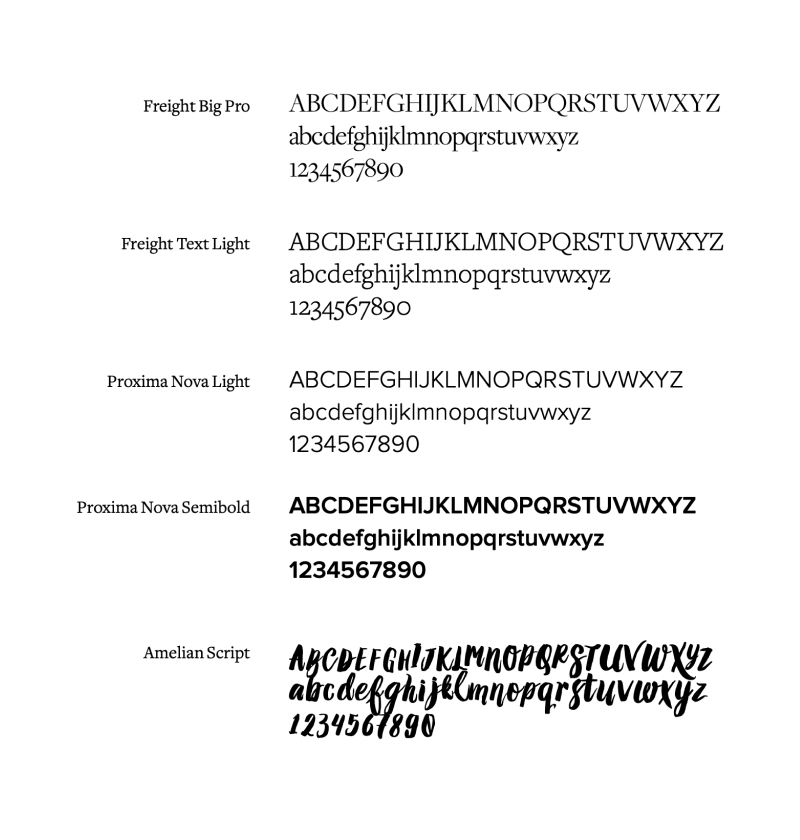 Freight Big Pro
ABCDEFGHIJKLMNOPQRSTUVWXYZ
abcdefghijklmnopqrstuvwxyz
1234567890
Freight Text Light
ABCDEFGHIJKLMNOPQRSTUVWXYZ
abcdefghijklmnopqrstuvwxyz
1234567890
Proxima Nova Light
ABCDEFGHIJKLMNOPQRSTUVWXYZ
abcdefghijklmnopqrstuvwxyz
1234567890
Proxima Nova Semibold
ABCDEFGHIJKLMNOPQRSTUVWXYZ
abcdefghijklmnopqrstuvwxyz
1234567890
Amelian Script
ABCDEFGHIJKLMNOPQRSTUVWXYZ
abcdefghijklmnopqrstuvwxyz
1234567890